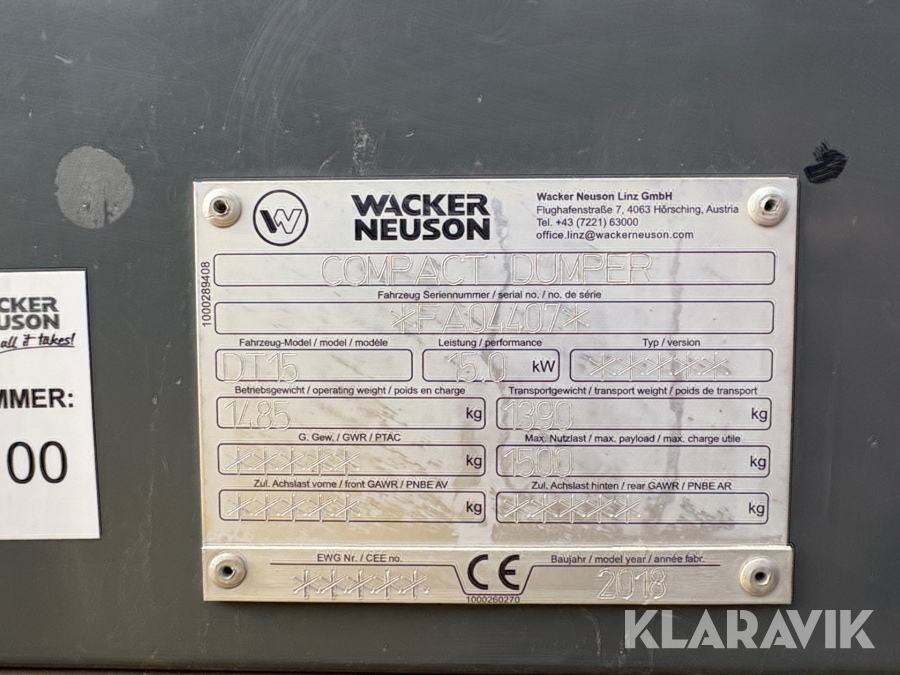 WACKER
NEUSON
Wacker Neuson Linz GmbH
Flughafenstraße 7, 4063 Hörsching, Austria
Tel. +43 (7221) 63000
office.linz@wackerneuson.com
1000289408
COMPACT DUMPER
Fahrzeug Seriennummer / serial no. / no. de série
*FA04407*
Fahrzeug-Model / model / modèle
Leistung / performance
Typ / version
DT15
15.0 kW
*****
Betriebsgewicht / operating weight / poids en charge
Transportgewicht / transport weight / poids de transport
1485 kg
1390 kg
G. Gew. / GWR / PTAC
Max. Nutzlast / max. payload / max. charge utile
***** kg
1500 kg
Zul. Achslast vorne / front GAWR / PNBE AV
Zul. Achslast hinten / rear GAWR / PNBE AR
***** kg
***** kg
EWG Nr. / CEE no.
CE
Baujahr / model year / année fabr.
*****
2018
1000260270
CKER
USON
all it takes!
MMER:
00
KLARAVIK